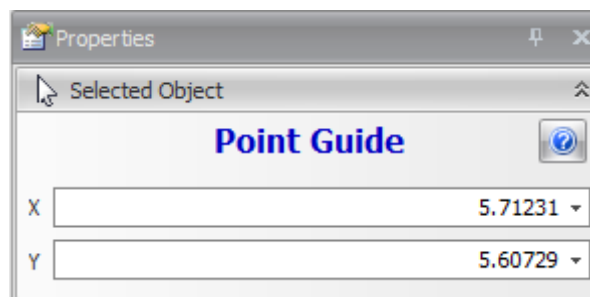 Properties
Selected Object
Point Guide
X 5.71231
Y 5.60729